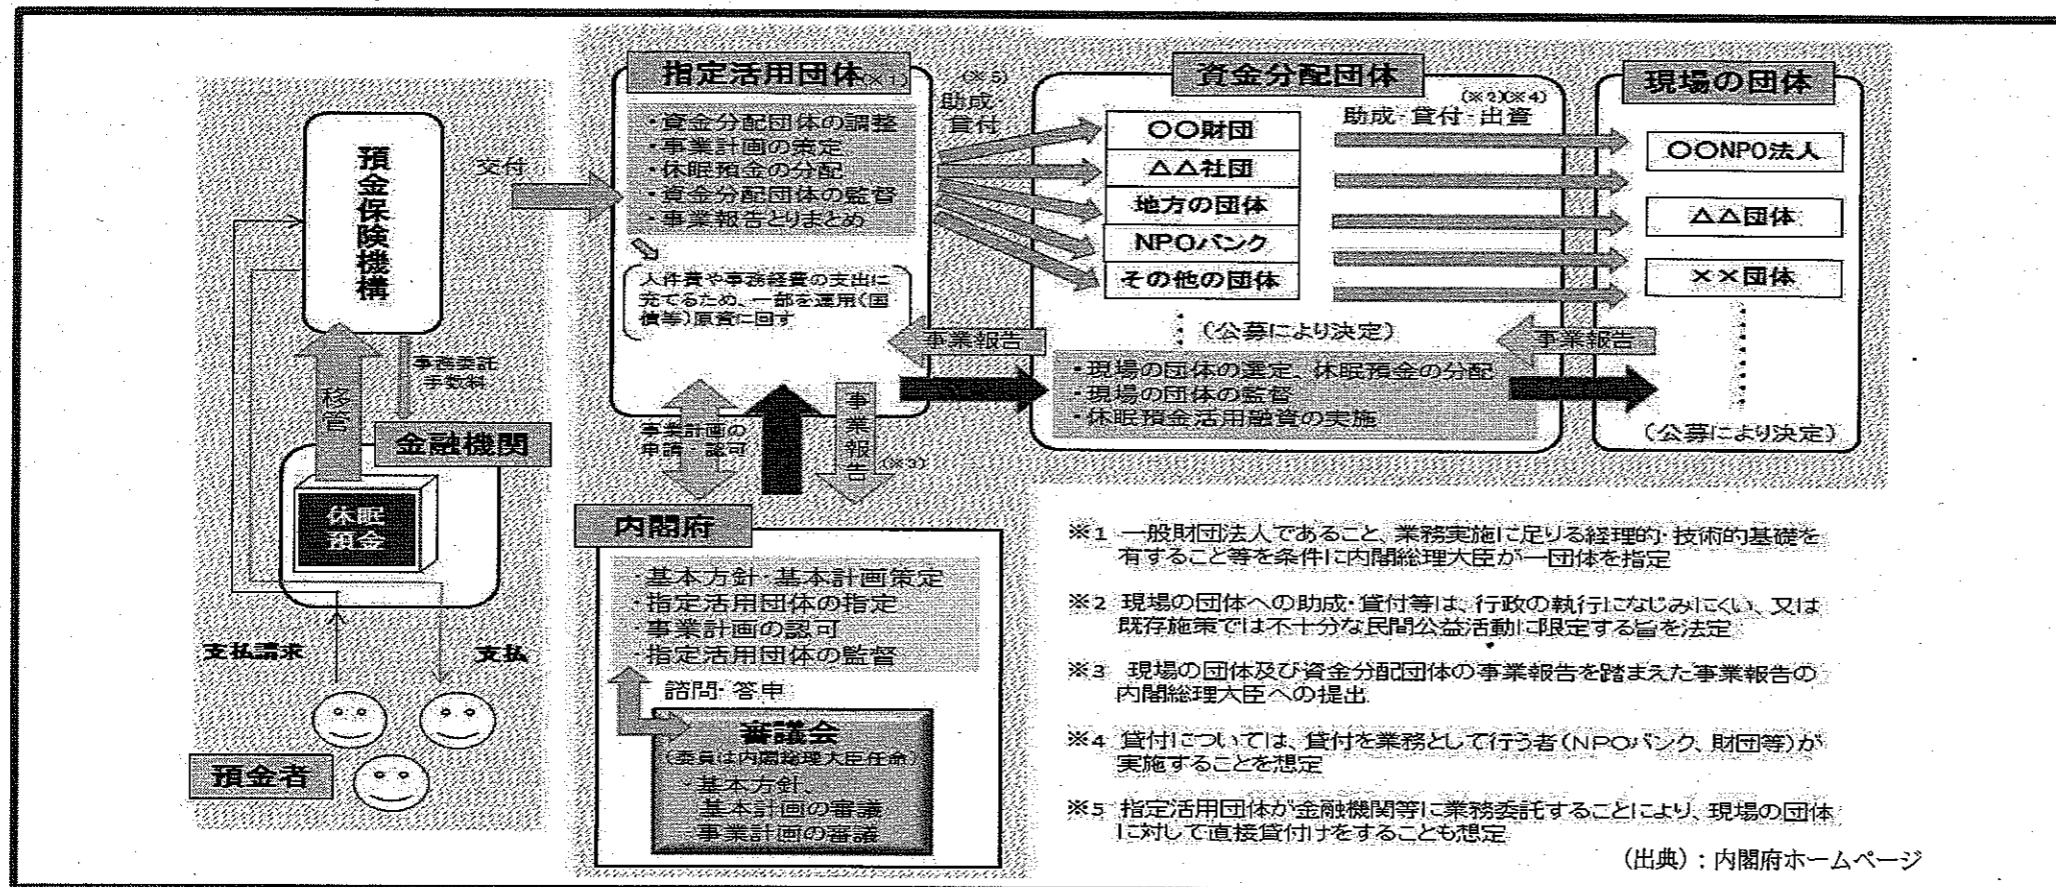 預金保険機構
交付
事務委託
手数料
移管
金融機関
休眠
預金
支払請求
支払
預金者
指定活用団体(※1)
・資金分配団体の調整
・事業計画の策定
・休眠預金の分配
・資金分配団体の監督
・事業報告とりまとめ
人件費や事務経費の支出に
充てるため、一部を運用(国
債等)原資に回す
(※5)
助成・
貸付
事業計画の
申請・認可
事業報告
(※3)
内閣府
・基本方針・基本計画策定
・指定活用団体の指定
・事業計画の認可
・指定活用団体の監督
諮問・答申
審議会
(委員は内閣総理大臣任命)
・基本方針、
基本計画の審議
・事業計画の審議
資金分配団体
(※2)(※4)
助成・貸付・出資
〇〇財団
△△社団
地方の団体
NPOバンク
その他の団体
(公募により決定)
事業報告
・現場の団体の選定、休眠預金の分配
・現場の団体の監督
・休眠預金活用融資の実施
現場の団体
〇〇NPO法人
△△団体
××団体
事業報告
(公募により決定)
※1 一般財団法人であること、業務実施に足りる経理的・技術的基礎を
有すること等を条件に内閣総理大臣が一団体を指定
※2 現場の団体への助成・貸付等は、行政の執行になじみにくい、又は
既存施策では不十分な民間公益活動に限定する旨を法定
※3 現場の団体及び資金分配団体の事業報告を踏まえた事業報告の
内閣総理大臣への提出
※4 貸付については、貸付を業務として行う者(NPOバンク、財団等)が
実施することを想定
※5 指定活用団体が金融機関等に業務委託することにより、現場の団体
に対して直接貸付けをすることも想定
(出典):内閣府ホームページ